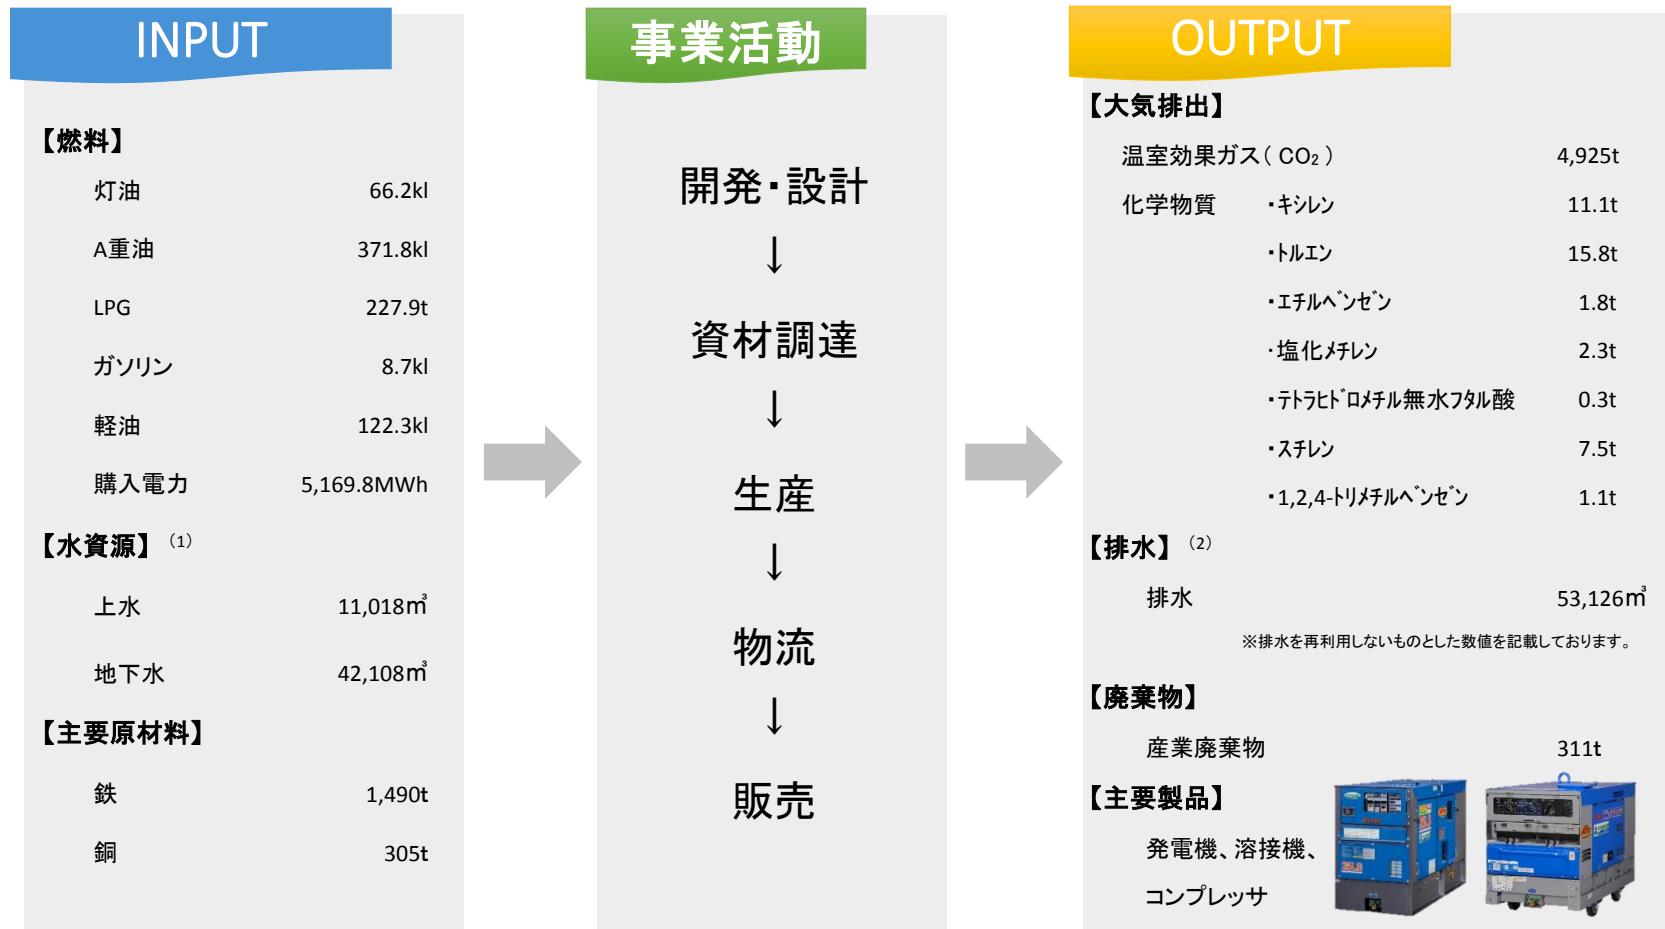 INPUT
【燃料】
灯油 66.2kl
A重油 371.8kl
LPG 227.9t
ガソリン 8.7kl
軽油 122.3kl
購入電力 5,169.8MWh
【水資源】（1）
上水 11,018㎥
地下水 42,108㎥
【主要原材料】
鉄 1,490t
銅 305t
事業活動
開発・設計
↓
資材調達
↓
生産
↓
物流
↓
販売
OUTPUT
【大気排出】
温室効果ガス（ CO₂ ） 4,925t
化学物質 ・ｷｼﾚﾝ 11.1t
・ﾄﾙｴﾝ 15.8t
・ｴﾁﾙﾍﾞﾝｾﾞﾝ 1.8t
・塩化ﾒﾁﾚﾝ 2.3t
・ﾃﾄﾗﾋﾄﾞﾛﾒﾁﾙ無水ﾌﾀﾙ酸 0.3t
・ｽﾁﾚﾝ 7.5t
・1,2,4-ﾄﾘﾒﾁﾙﾍﾞﾝｾﾞﾝ 1.1t
【排水】（2）
排水 53,126㎥
※排水を再利用しないものとした数値を記載しております。
【廃棄物】
産業廃棄物 311t
【主要製品】
発電機、溶接機、
コンプレッサ